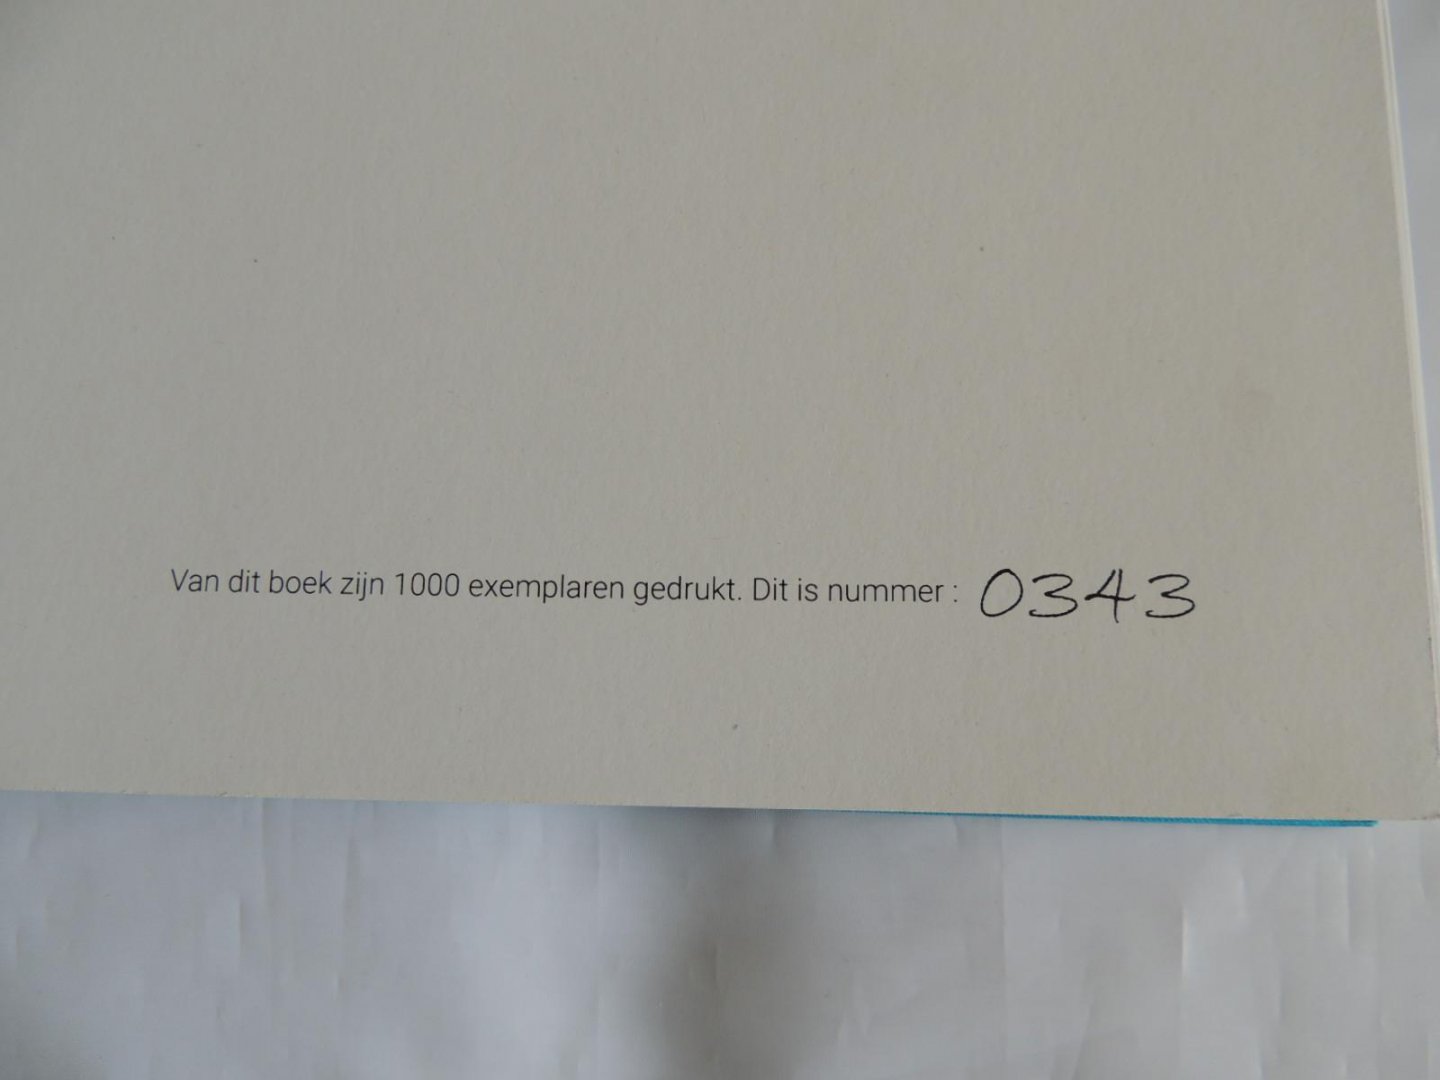 Van dit boek zijn 1000 exemplaren gedrukt. Dit is nummer : 0343